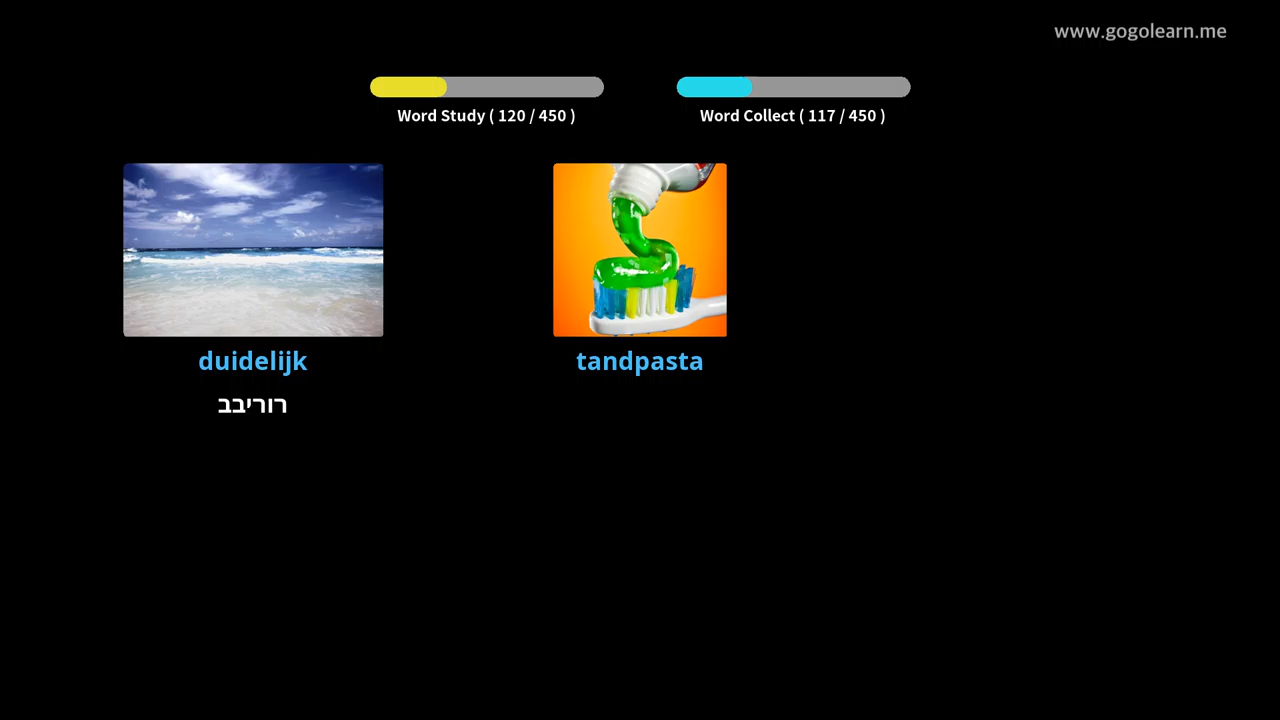 www.gogolearn.me
Word Study ( 120 / 450 )
Word Collect ( 117 / 450 )
duidelijk
tandpasta
רוריבב